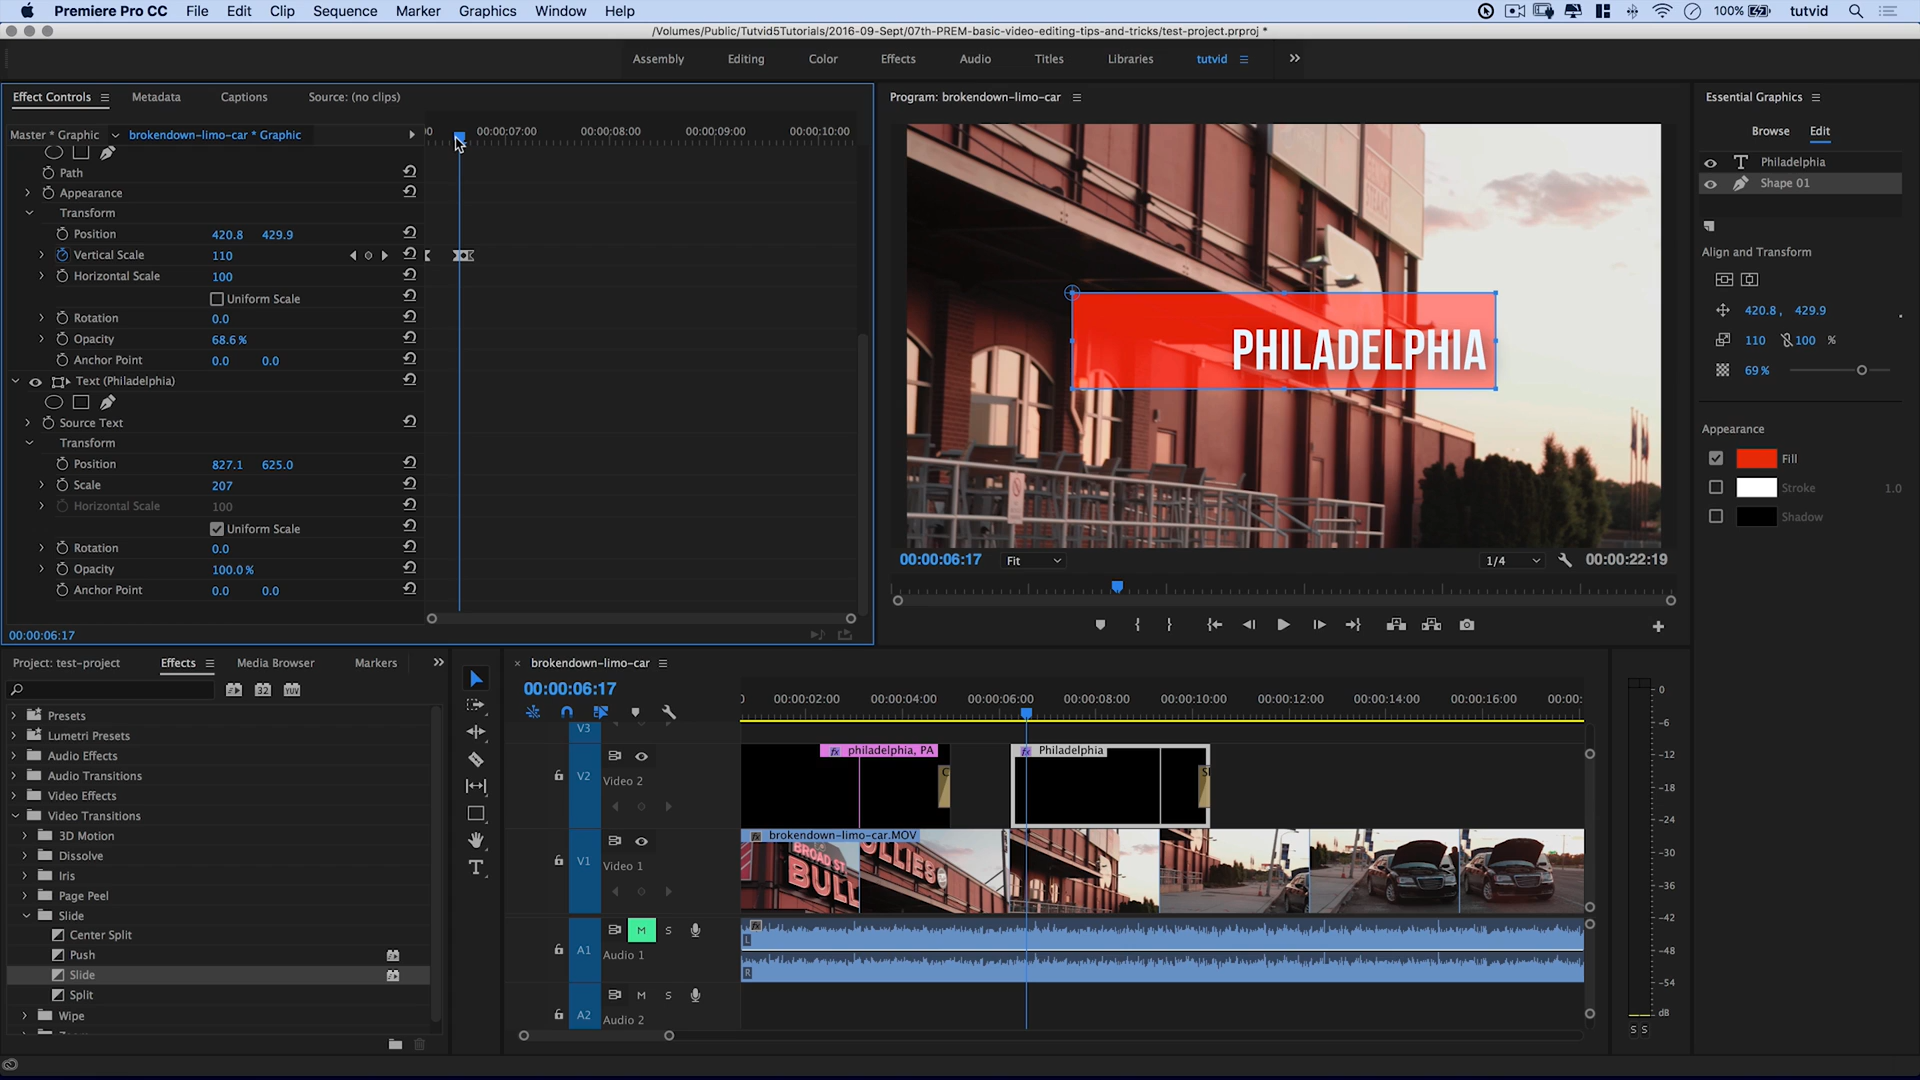 Premiere Pro CC File Edit Clip Sequence Marker Graphics Window Help 100% tutvid
/Volumes/Public/Tutvid5Tutorials/2016-09-Sept/07th-PREM-basic-video-editing-tips-and-tricks/test-project.prproj *
Assembly Editing Color Effects Audio Titles Libraries tutvid
Effect Controls Metadata Captions Source: (no clips)
Master * Graphic brokendown-limo-car * Graphic
00:00:07:00 00:00:08:00 00:00:09:00 00:00:10:00
Path
Appearance
Transform
Position 420.8 429.9
Vertical Scale 110
Horizontal Scale 100
Uniform Scale
Rotation 0.0
Opacity 68.6 %
Anchor Point 0.0 0.0
Text (Philadelphia)
Source Text
Transform
Position 827.1 625.0
Scale 207
Horizontal Scale 100
Uniform Scale
Rotation 0.0
Opacity 100.0 %
Anchor Point 0.0 0.0
00:00:06:17
Program: brokendown-limo-car
PHILADELPHIA
00:00:06:17 Fit 1/4 00:00:22:19
Essential Graphics
Browse Edit
Philadelphia
Shape 01
Align and Transform
420.8 , 429.9
110 100 %
69 %
Appearance
Fill
Stroke 1.0
Shadow
Project: test-project Effects Media Browser Markers
32 YUV
Presets
Lumetri Presets
Audio Effects
Audio Transitions
Video Effects
Video Transitions
3D Motion
Dissolve
Iris
Page Peel
Slide
Center Split
Push
Slide
Split
Wipe
brokendown-limo-car
00:00:06:17
00:00:02:00 00:00:04:00 00:00:06:00 00:00:08:00 00:00:10:00 00:00:12:00 00:00:14:00 00:00:16:00 00:00:
V3
fx philadelphia, PA fx Philadelphia
V2 Video 2
fx brokendown-limo-car.MOV
V1 Video 1
BROAD ST.
BULL
OLLIES
A1 M S
Audio 1
L
R
A2 M S
Audio 2
0
-6
-12
-18
-24
-30
-36
-42
-48
-54
dB
S S